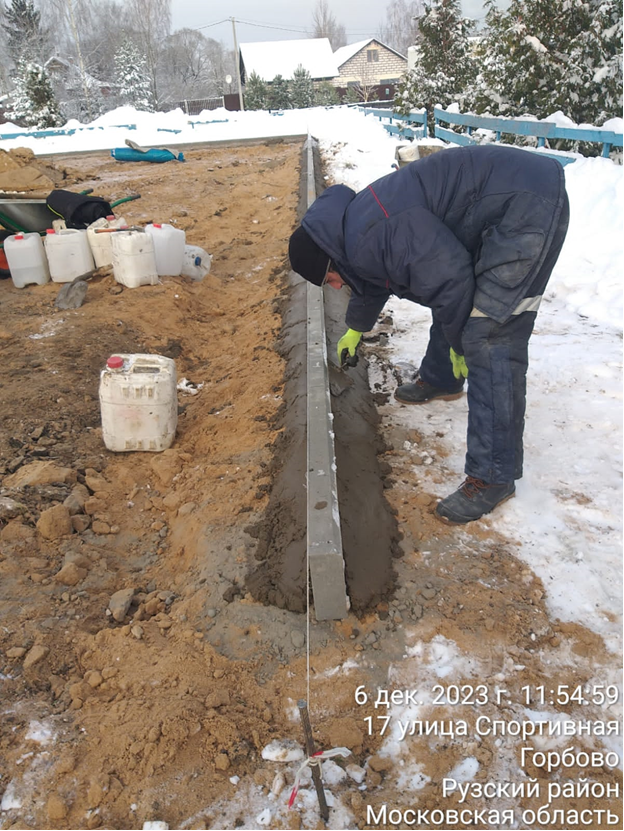 6 дек. 2023 г. 11:54:59
17 улица Спортивная
Горбово
Рузский район
Московская область